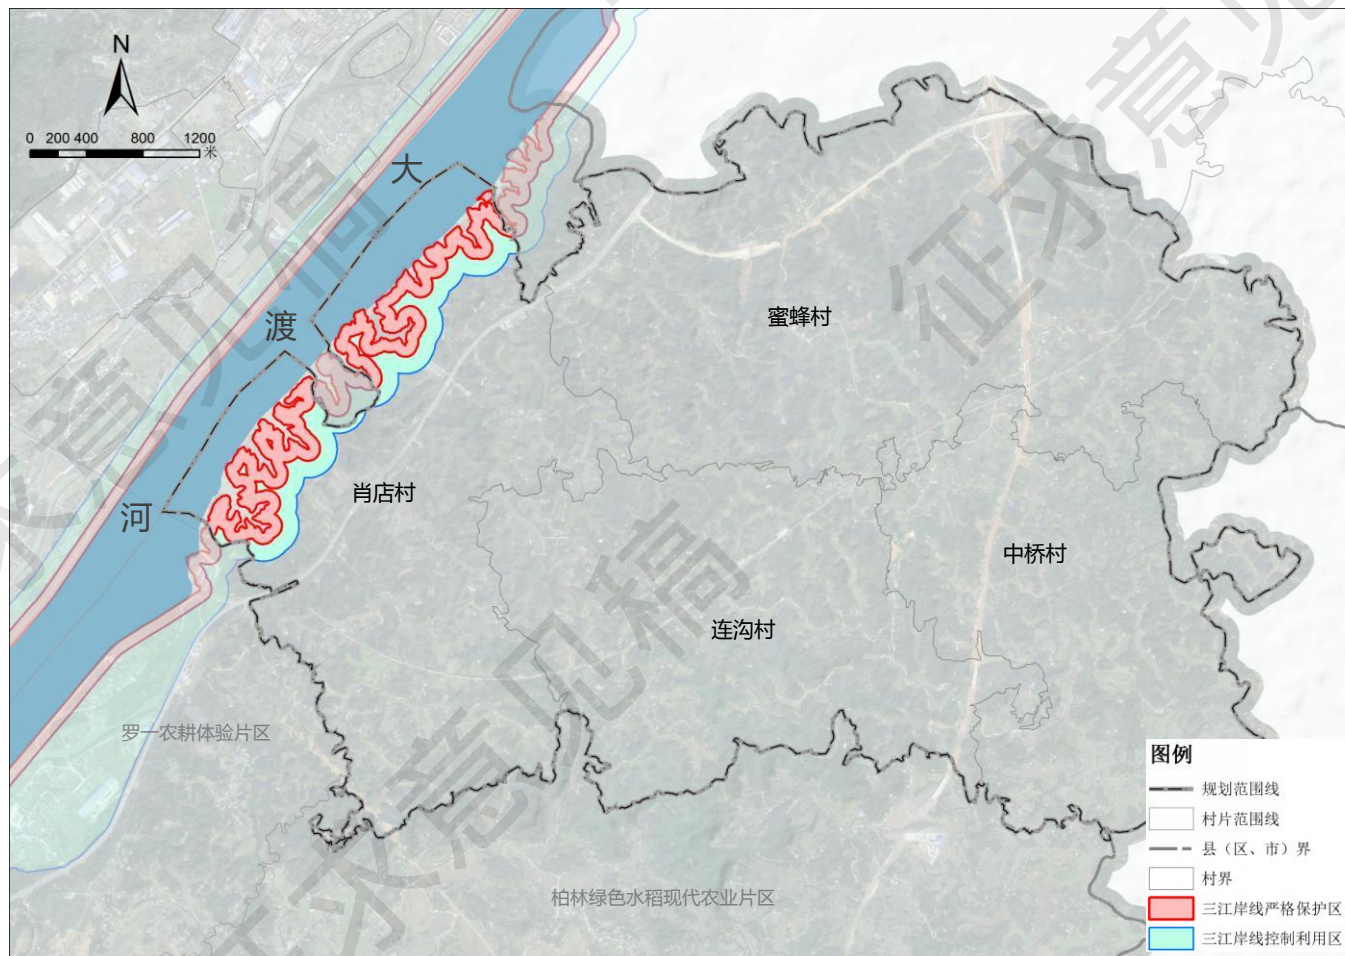 N
0 200 400 800 1200
米
大
渡
河
蜜蜂村
肖店村
中桥村
连沟村
罗一农耕体验片区
柏林绿色水稻现代农业片区
图例
规划范围线
村片范围线
县（区、市）界
村界
三江岸线严格保护区
三江岸线控制利用区
征求意见稿
求意见稿
征求意见稿